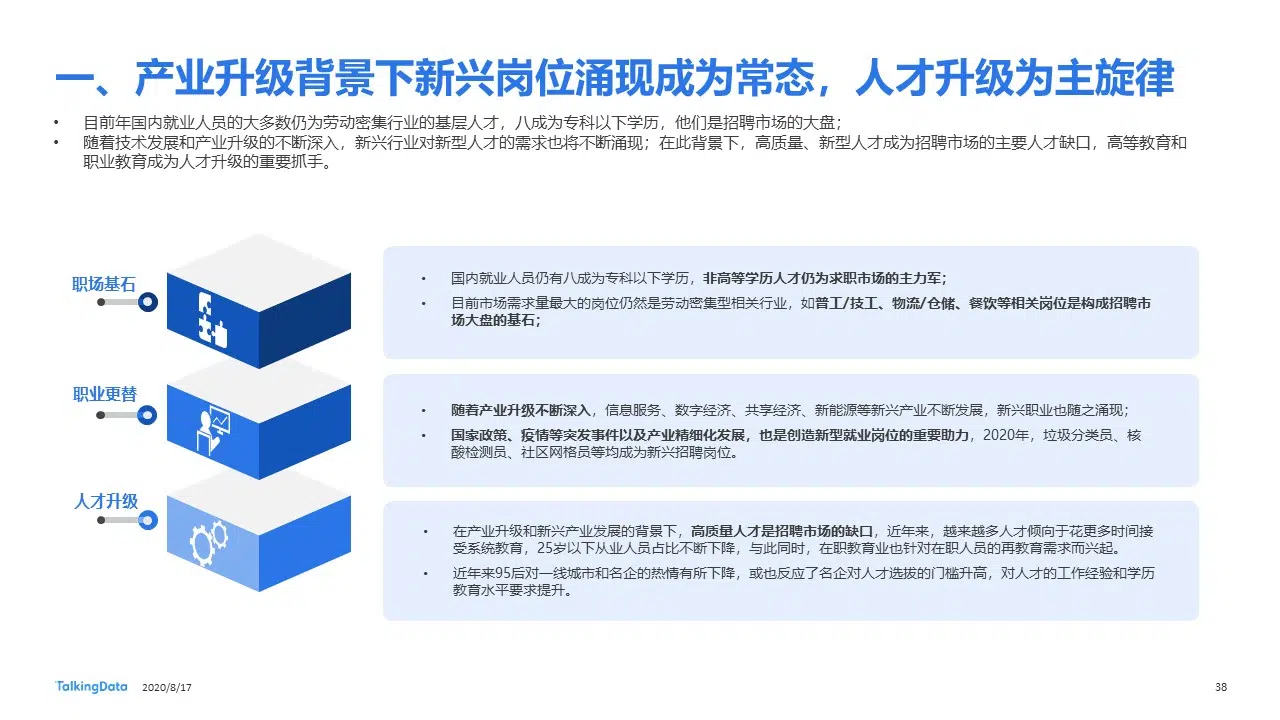 一、产业升级背景下新兴岗位涌现成为常态，人才升级为主旋律
• 目前年国内就业人员的大多数仍为劳动密集行业的基层人才，八成为专科以下学历，他们是招聘市场的大盘；
• 随着技术发展和产业升级的不断深入，新兴行业对新型人才的需求也将不断涌现；在此背景下，高质量、新型人才成为招聘市场的主要人才缺口，高等教育和
职业教育成为人才升级的重要抓手。
职场基石
• 国内就业人员仍有八成为专科以下学历，非高等学历人才仍为求职市场的主力军；
• 目前市场需求量最大的岗位仍然是劳动密集型相关行业，如普工/技工、物流/仓储、餐饮等相关岗位是构成招聘市
场大盘的基石；
职业更替
• 随着产业升级不断深入，信息服务、数字经济、共享经济、新能源等新兴产业不断发展，新兴职业也随之涌现；
• 国家政策、疫情等突发事件以及产业精细化发展，也是创造新型就业岗位的重要助力，2020年，垃圾分类员、核
酸检测员、社区网格员等均成为新兴招聘岗位。
人才升级
• 在产业升级和新兴产业发展的背景下，高质量人才是招聘市场的缺口，近年来，越来越多人才倾向于花更多时间接
受系统教育，25岁以下从业人员占比不断下降，与此同时，在职教育业也针对在职人员的再教育需求而兴起。
• 近年来95后对一线城市和名企的热情有所下降，或也反应了名企对人才选拔的门槛升高，对人才的工作经验和学历
教育水平要求提升。
TalkingData 2020/8/17
38